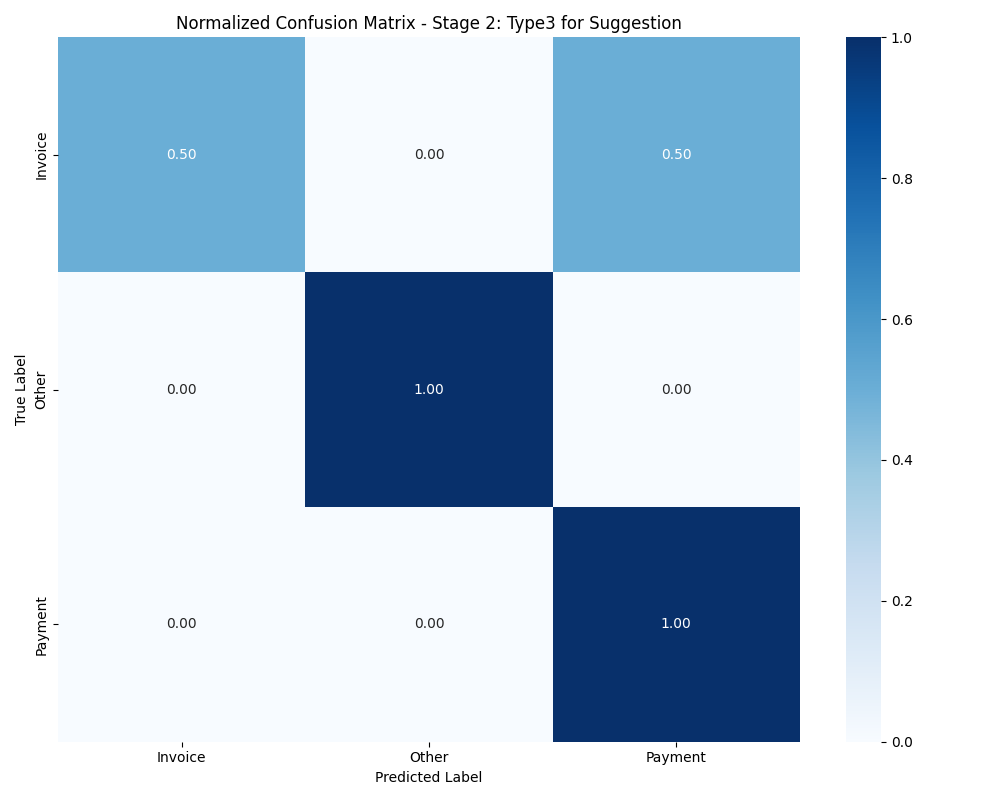 Normalized Confusion Matrix - Stage 2: Type3 for Suggestion
True Label
Invoice
0.50 0.00 0.50
Other
0.00 1.00 0.00
Payment
0.00 0.00 1.00
Invoice Other Payment
Predicted Label
1.0
0.8
0.6
0.4
0.2
0.0